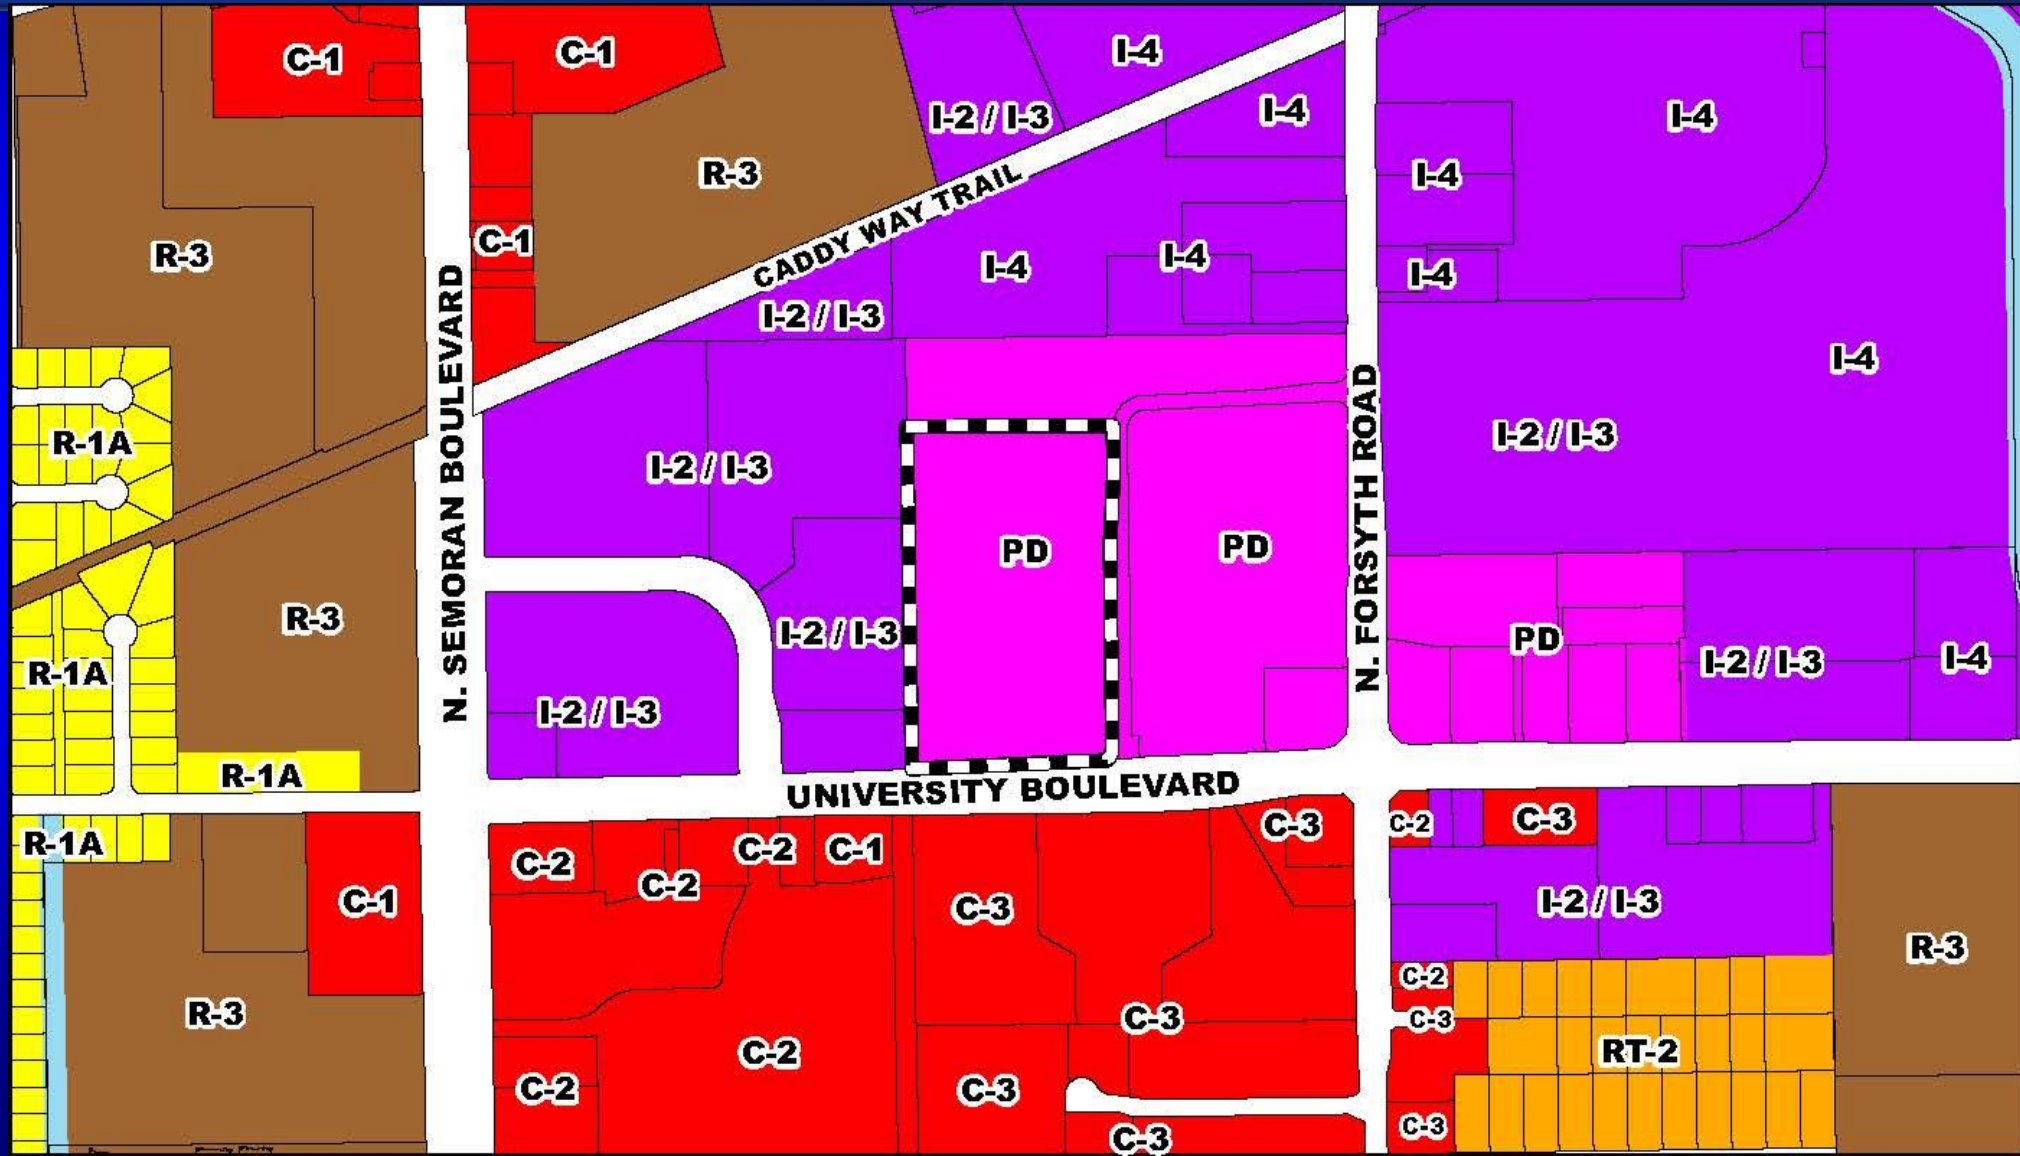 C-1
C-1
I-4
I-4
I-2 / I-3
I-4
R-3
I-4
C-1
R-3
CADDY WAY TRAIL
I-4
I-4
I-4
I-2 / I-3
I-4
N. SEMORAN BOULEVARD
N. FORSYTH ROAD
R-1A
I-2 / I-3
I-2 / I-3
PD
PD
R-3
I-2 / I-3
PD
I-2 / I-3
I-4
R-1A
I-2 / I-3
R-1A
UNIVERSITY BOULEVARD
R-1A
C-2
C-2
C-1
C-3
C-2
C-3
C-2
C-1
C-3
I-2 / I-3
R-3
C-2
R-3
C-3
C-3
C-2
RT-2
C-2
C-3
C-3
C-3